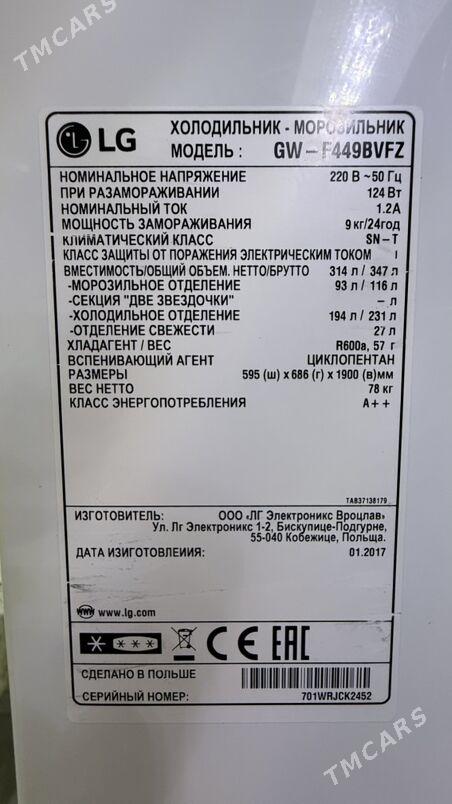 TMCARS
LG ХОЛОДИЛЬНИК - МОРОЗИЛЬНИК
МОДЕЛЬ : GW - F449BVFZ
НОМИНАЛЬНОЕ НАПРЯЖЕНИЕ 220 В ~50 Гц
ПРИ РАЗАМОРАЖИВАНИИ 124 Вт
НОМИНАЛЬНЫЙ ТОК 1.2А
МОЩНОСТЬ ЗАМОРАЖИВАНИЯ 9 кг/24год
КЛИМАТИЧЕСКИЙ КЛАСС SN-T
КЛАСС ЗАЩИТЫ ОТ ПОРАЖЕНИЯ ЭЛЕКТРИЧЕСКИМ ТОКОМ I
ВМЕСТИМОСТЬ/ОБЩИЙ ОБЪЕМ. НЕТТО/БРУТТО 314 л / 347 л
-МОРОЗИЛЬНОЕ ОТДЕЛЕНИЕ 93 л / 116 л
-СЕКЦИЯ "ДВЕ ЗВЕЗДОЧКИ" - л
-ХОЛОДИЛЬНОЕ ОТДЕЛЕНИЕ 194 л / 231 л
-ОТДЕЛЕНИЕ СВЕЖЕСТИ 27 л
ХЛАДАГЕНТ / ВЕС R600a, 57 г
ВСПЕНИВАЮЩИЙ АГЕНТ ЦИКЛОПЕНТАН
РАЗМЕРЫ 595 (ш) x 686 (г) x 1900 (в)мм
ВЕС НЕТТО 78 кг
КЛАСС ЭНЕРГОПОТРЕБЛЕНИЯ A++
TAB37138179
ИЗГОТОВИТЕЛЬ: ООО «ЛГ Электроникс Вроцлав»
Ул. Лг Электроникс 1-2, Бискупице-Подгурне,
55-040 Кобежице, Польща.
ДАТА ИЗИГОТОВЛЕНИИЯ: 01.2017
www www.lg.com
CE EAC
СДЕЛАНО В ПОЛЬШЕ
СЕРИЙНЫЙ НОМЕР: 701WRJCK2452
TMCARS